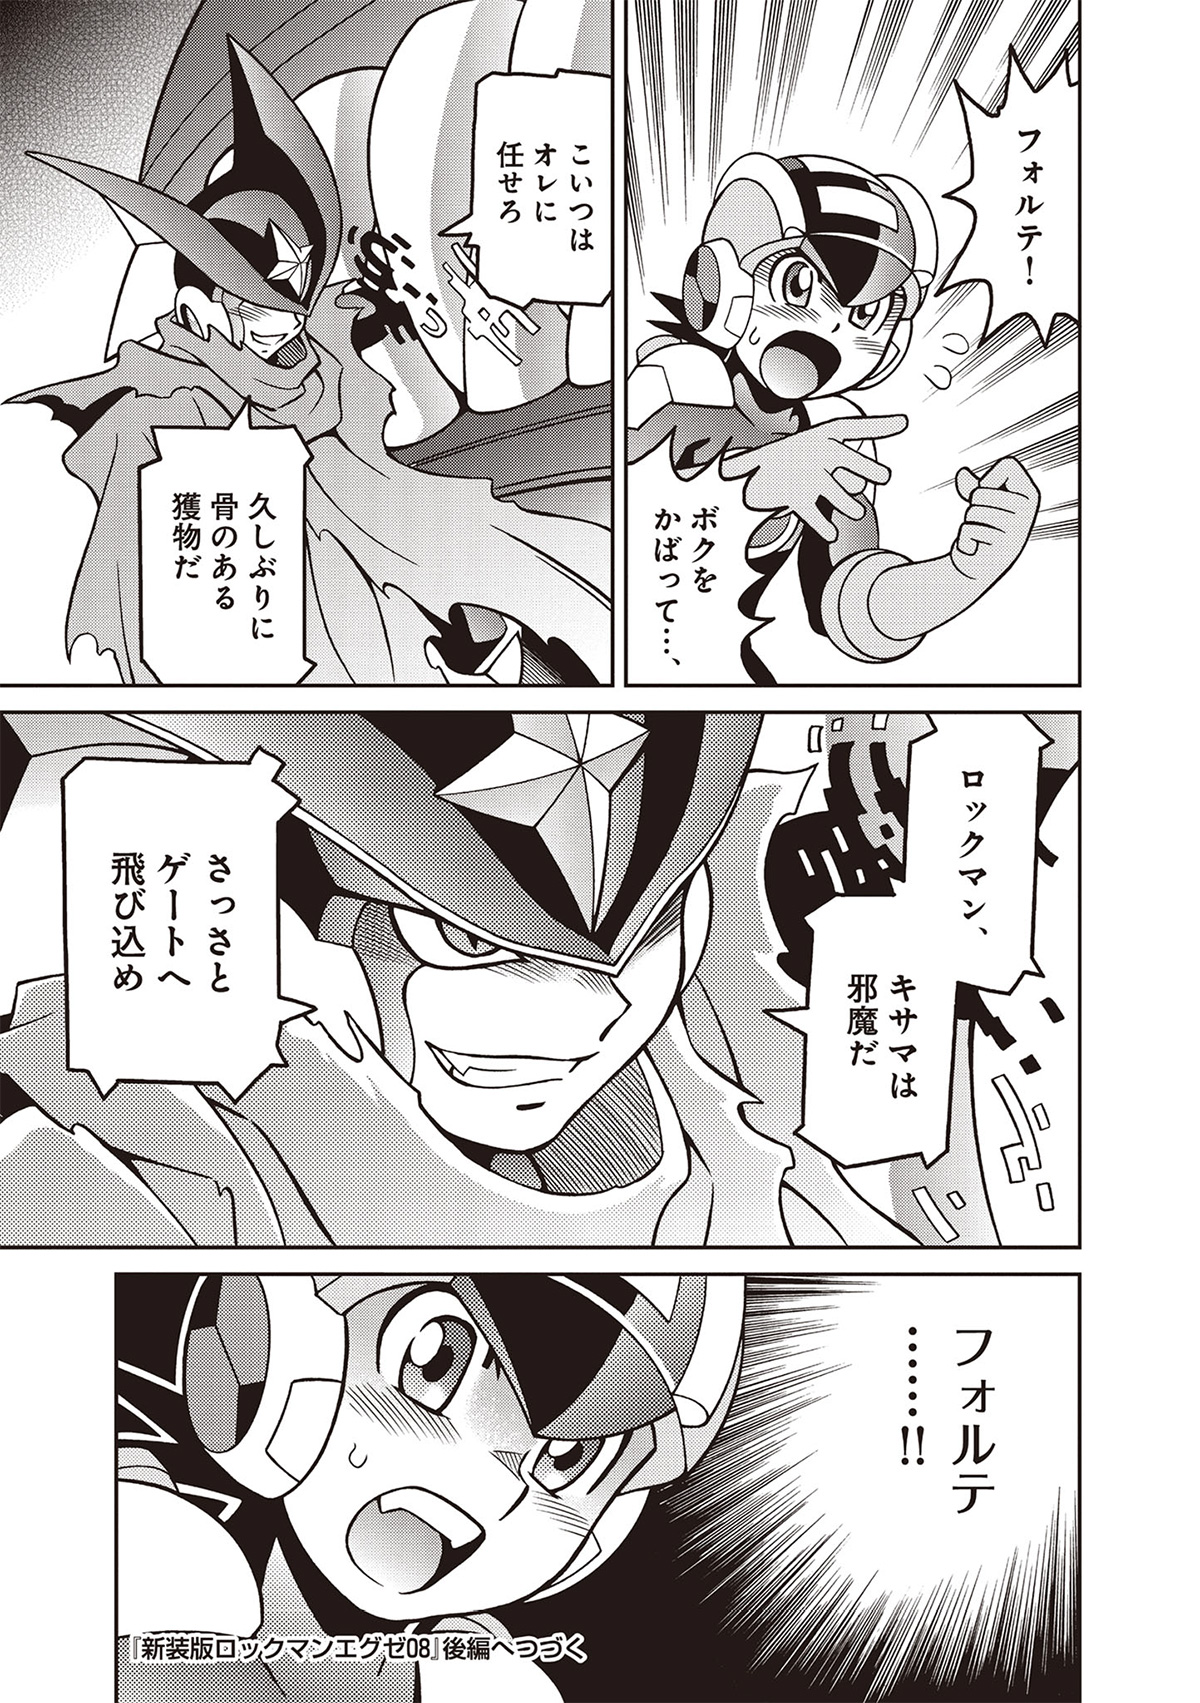 フォルテ！
ボクを
かばって…、
こいつは
オレに
任せろ
久しぶりに
骨のある
獲物だ
ロックマン、
キサマは
邪魔だ
さっさと
ゲートへ
飛び込め
フォルテ
……!!
『新装版ロックマンエグゼ08』後編へつづく